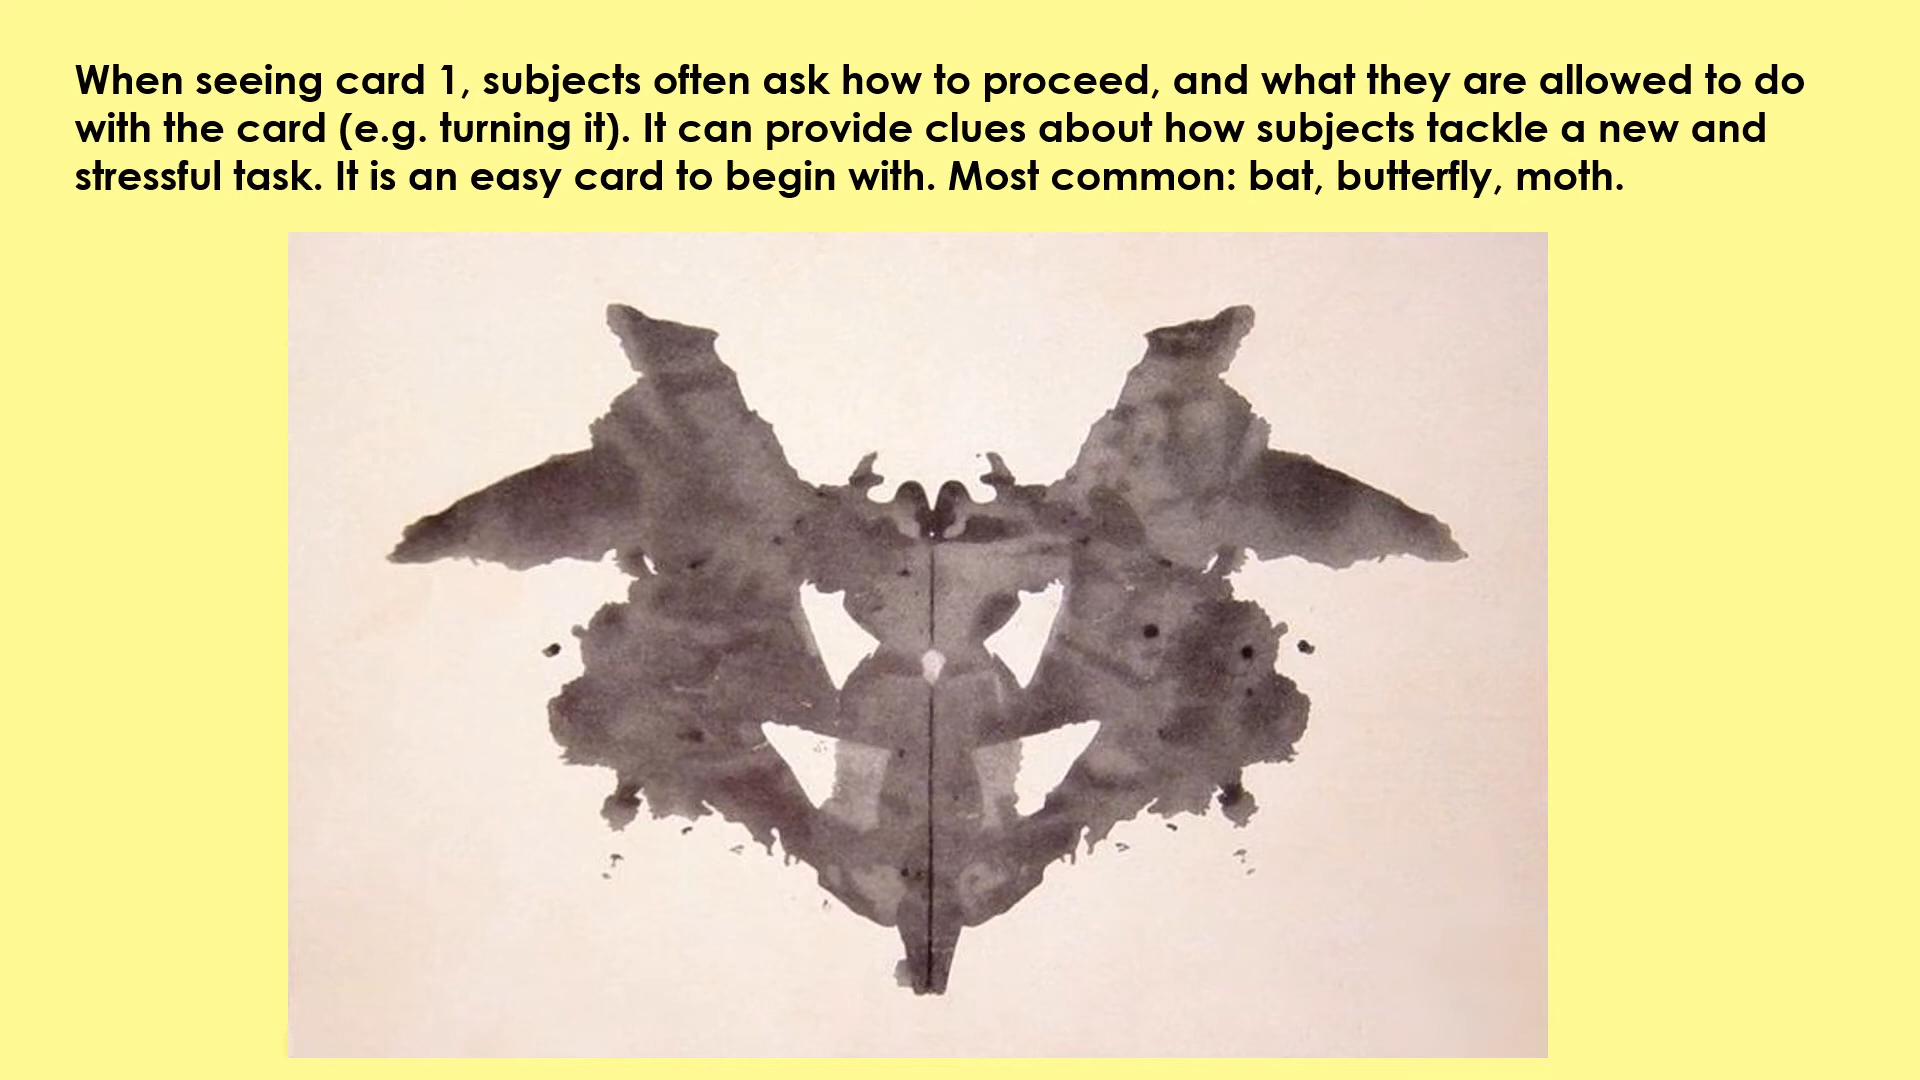 When seeing card 1, subjects often ask how to proceed, and what they are allowed to do
with the card (e.g. turning it). It can provide clues about how subjects tackle a new and
stressful task. It is an easy card to begin with. Most common: bat, butterfly, moth.